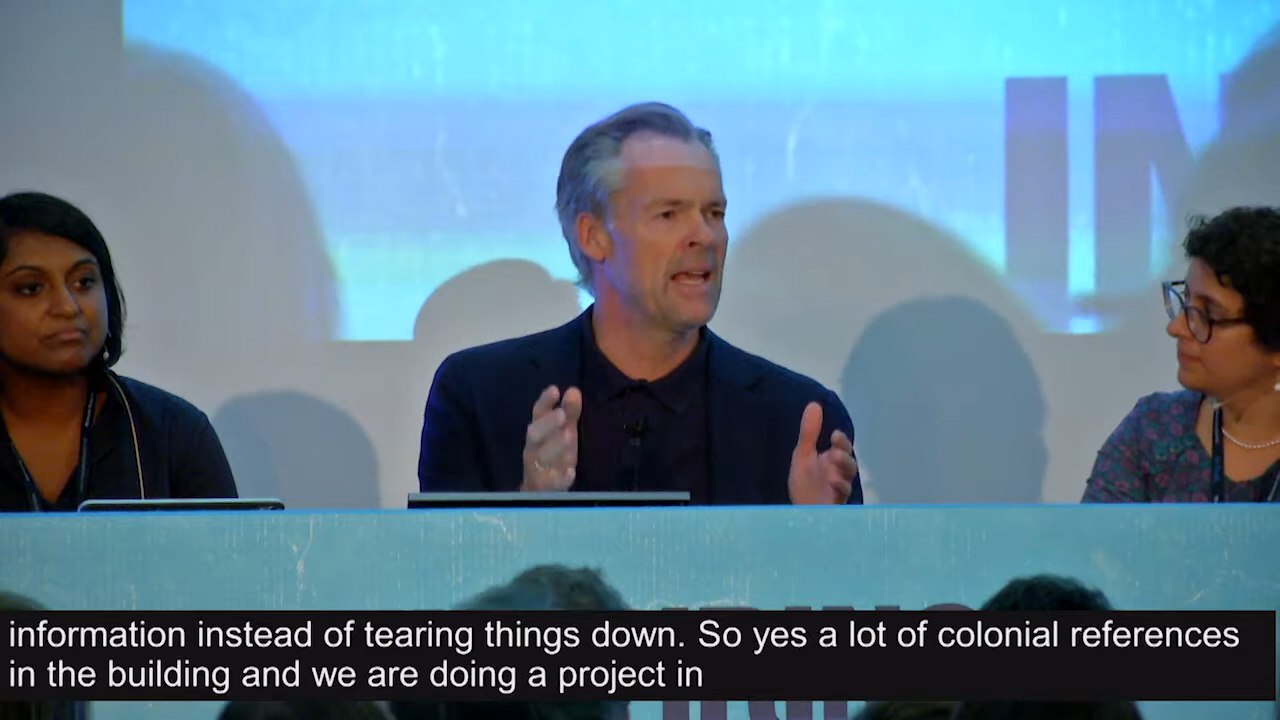 IN
information instead of tearing things down. So yes a lot of colonial references
in the building and we are doing a project in